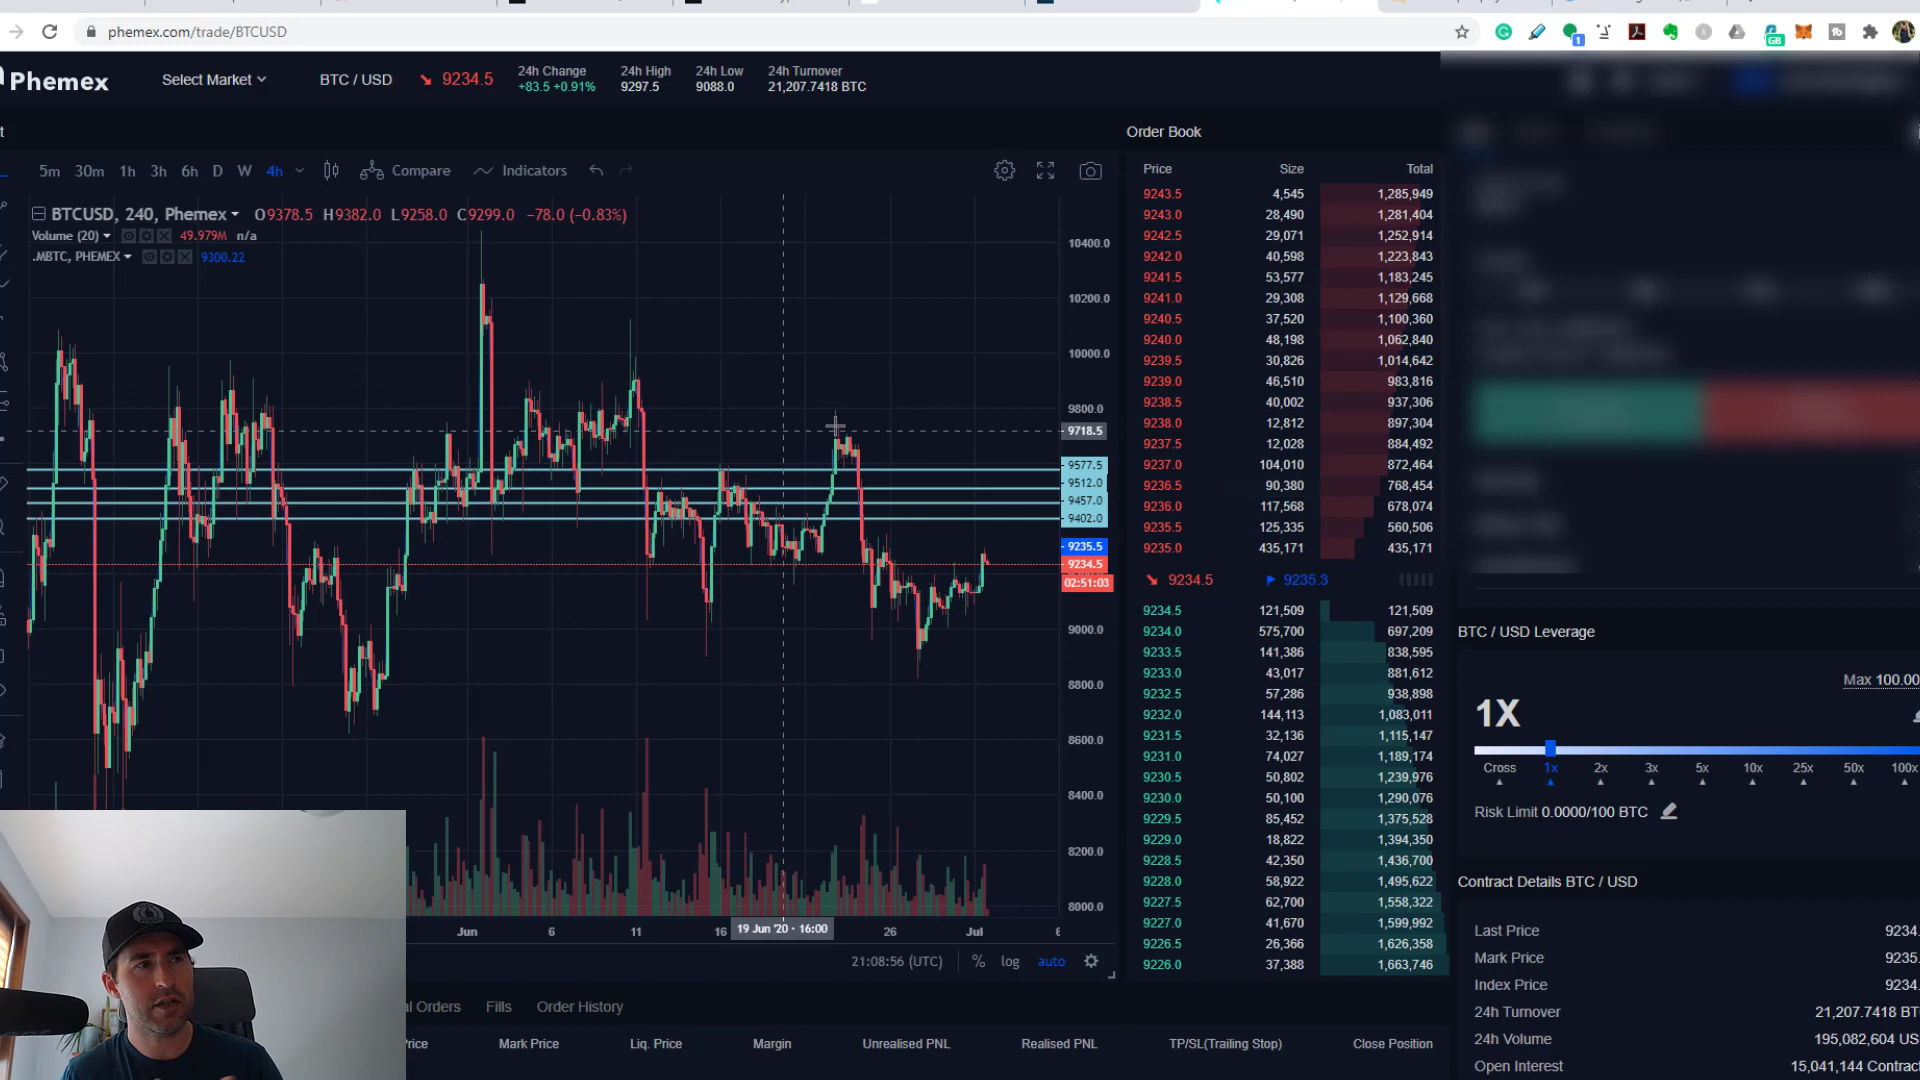 phemex.com/trade/BTCUSD
Phemex
Select Market
BTC / USD
9234.5
24h Change
+83.5 +0.91%
24h High
9297.5
24h Low
9088.0
24h Turnover
21,207.7418 BTC
Order Book
5m 30m 1h 3h 6h D W 4h Compare Indicators
BTCUSD, 240, Phemex O9378.5 H9382.0 L9258.0 C9299.0 −78.0 (−0.83%)
Volume (20) 49.979M n/a
.MBTC, PHEMEX 9300.22
10400.0
10200.0
10000.0
9800.0
9718.5
9577.5
9512.0
9457.0
9402.0
9235.5
9234.5
02:51:03
9000.0
8800.0
8600.0
8400.0
8200.0
8000.0
Jun 6 11 16 19 Jun '20 - 16:00 26 Jul 6
21:08:56 (UTC) % log auto
Price Size Total
9243.5 4,545 1,285,949
9243.0 28,490 1,281,404
9242.5 29,071 1,252,914
9242.0 40,598 1,223,843
9241.5 53,577 1,183,245
9241.0 29,308 1,129,668
9240.5 37,520 1,100,360
9240.0 48,198 1,062,840
9239.5 30,826 1,014,642
9239.0 46,510 983,816
9238.5 40,002 937,306
9238.0 12,812 897,304
9237.5 12,028 884,492
9237.0 104,010 872,464
9236.5 90,380 768,454
9236.0 117,568 678,074
9235.5 125,335 560,506
9235.0 435,171 435,171
9234.5 9235.3
9234.5 121,509 121,509
9234.0 575,700 697,209
9233.5 141,386 838,595
9233.0 43,017 881,612
9232.5 57,286 938,898
9232.0 144,113 1,083,011
9231.5 32,136 1,115,147
9231.0 74,027 1,189,174
9230.5 50,802 1,239,976
9230.0 50,100 1,290,076
9229.5 85,452 1,375,528
9229.0 18,822 1,394,350
9228.5 42,350 1,436,700
9228.0 58,922 1,495,622
9227.5 62,700 1,558,322
9227.0 41,670 1,599,992
9226.5 26,366 1,626,358
9226.0 37,388 1,663,746
BTC / USD Leverage
Max 100.00
1X
Cross 1x 2x 3x 5x 10x 25x 50x 100x
Risk Limit 0.0000/100 BTC
Contract Details BTC / USD
Last Price 9234.
Mark Price 9235.
Index Price 9234.
24h Turnover 21,207.7418 BT
24h Volume 195,082,604 US
Open Interest 15,041,144 Contrac
Orders Fills Order History
Mark Price Liq. Price Margin Unrealised PNL Realised PNL TP/SL(Trailing Stop) Close Position